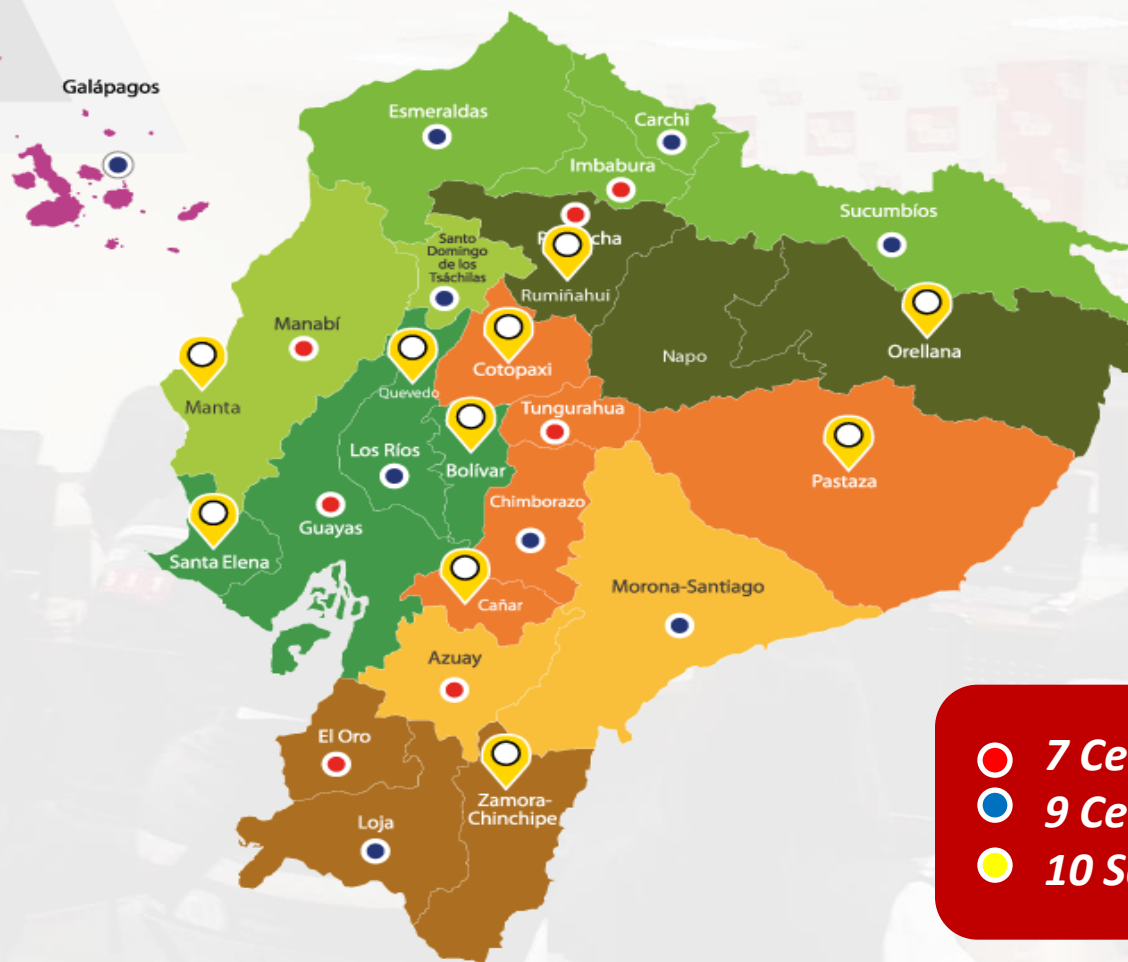 Galápagos
Esmeraldas
Carchi
Imbabura
Sucumbíos
Santo
Domingo
de los
Tsáchilas
Rumiñahui
Manabí
Orellana
Napo
Cotopaxi
Quevedo
Manta
Tungurahua
Los Ríos
Bolívar
Pastaza
Chimborazo
Guayas
Santa Elena
Morona-Santiago
Cañar
Azuay
El Oro
7 Ce
Zamora-
Chinchipe
9 Ce
Loja
10 S